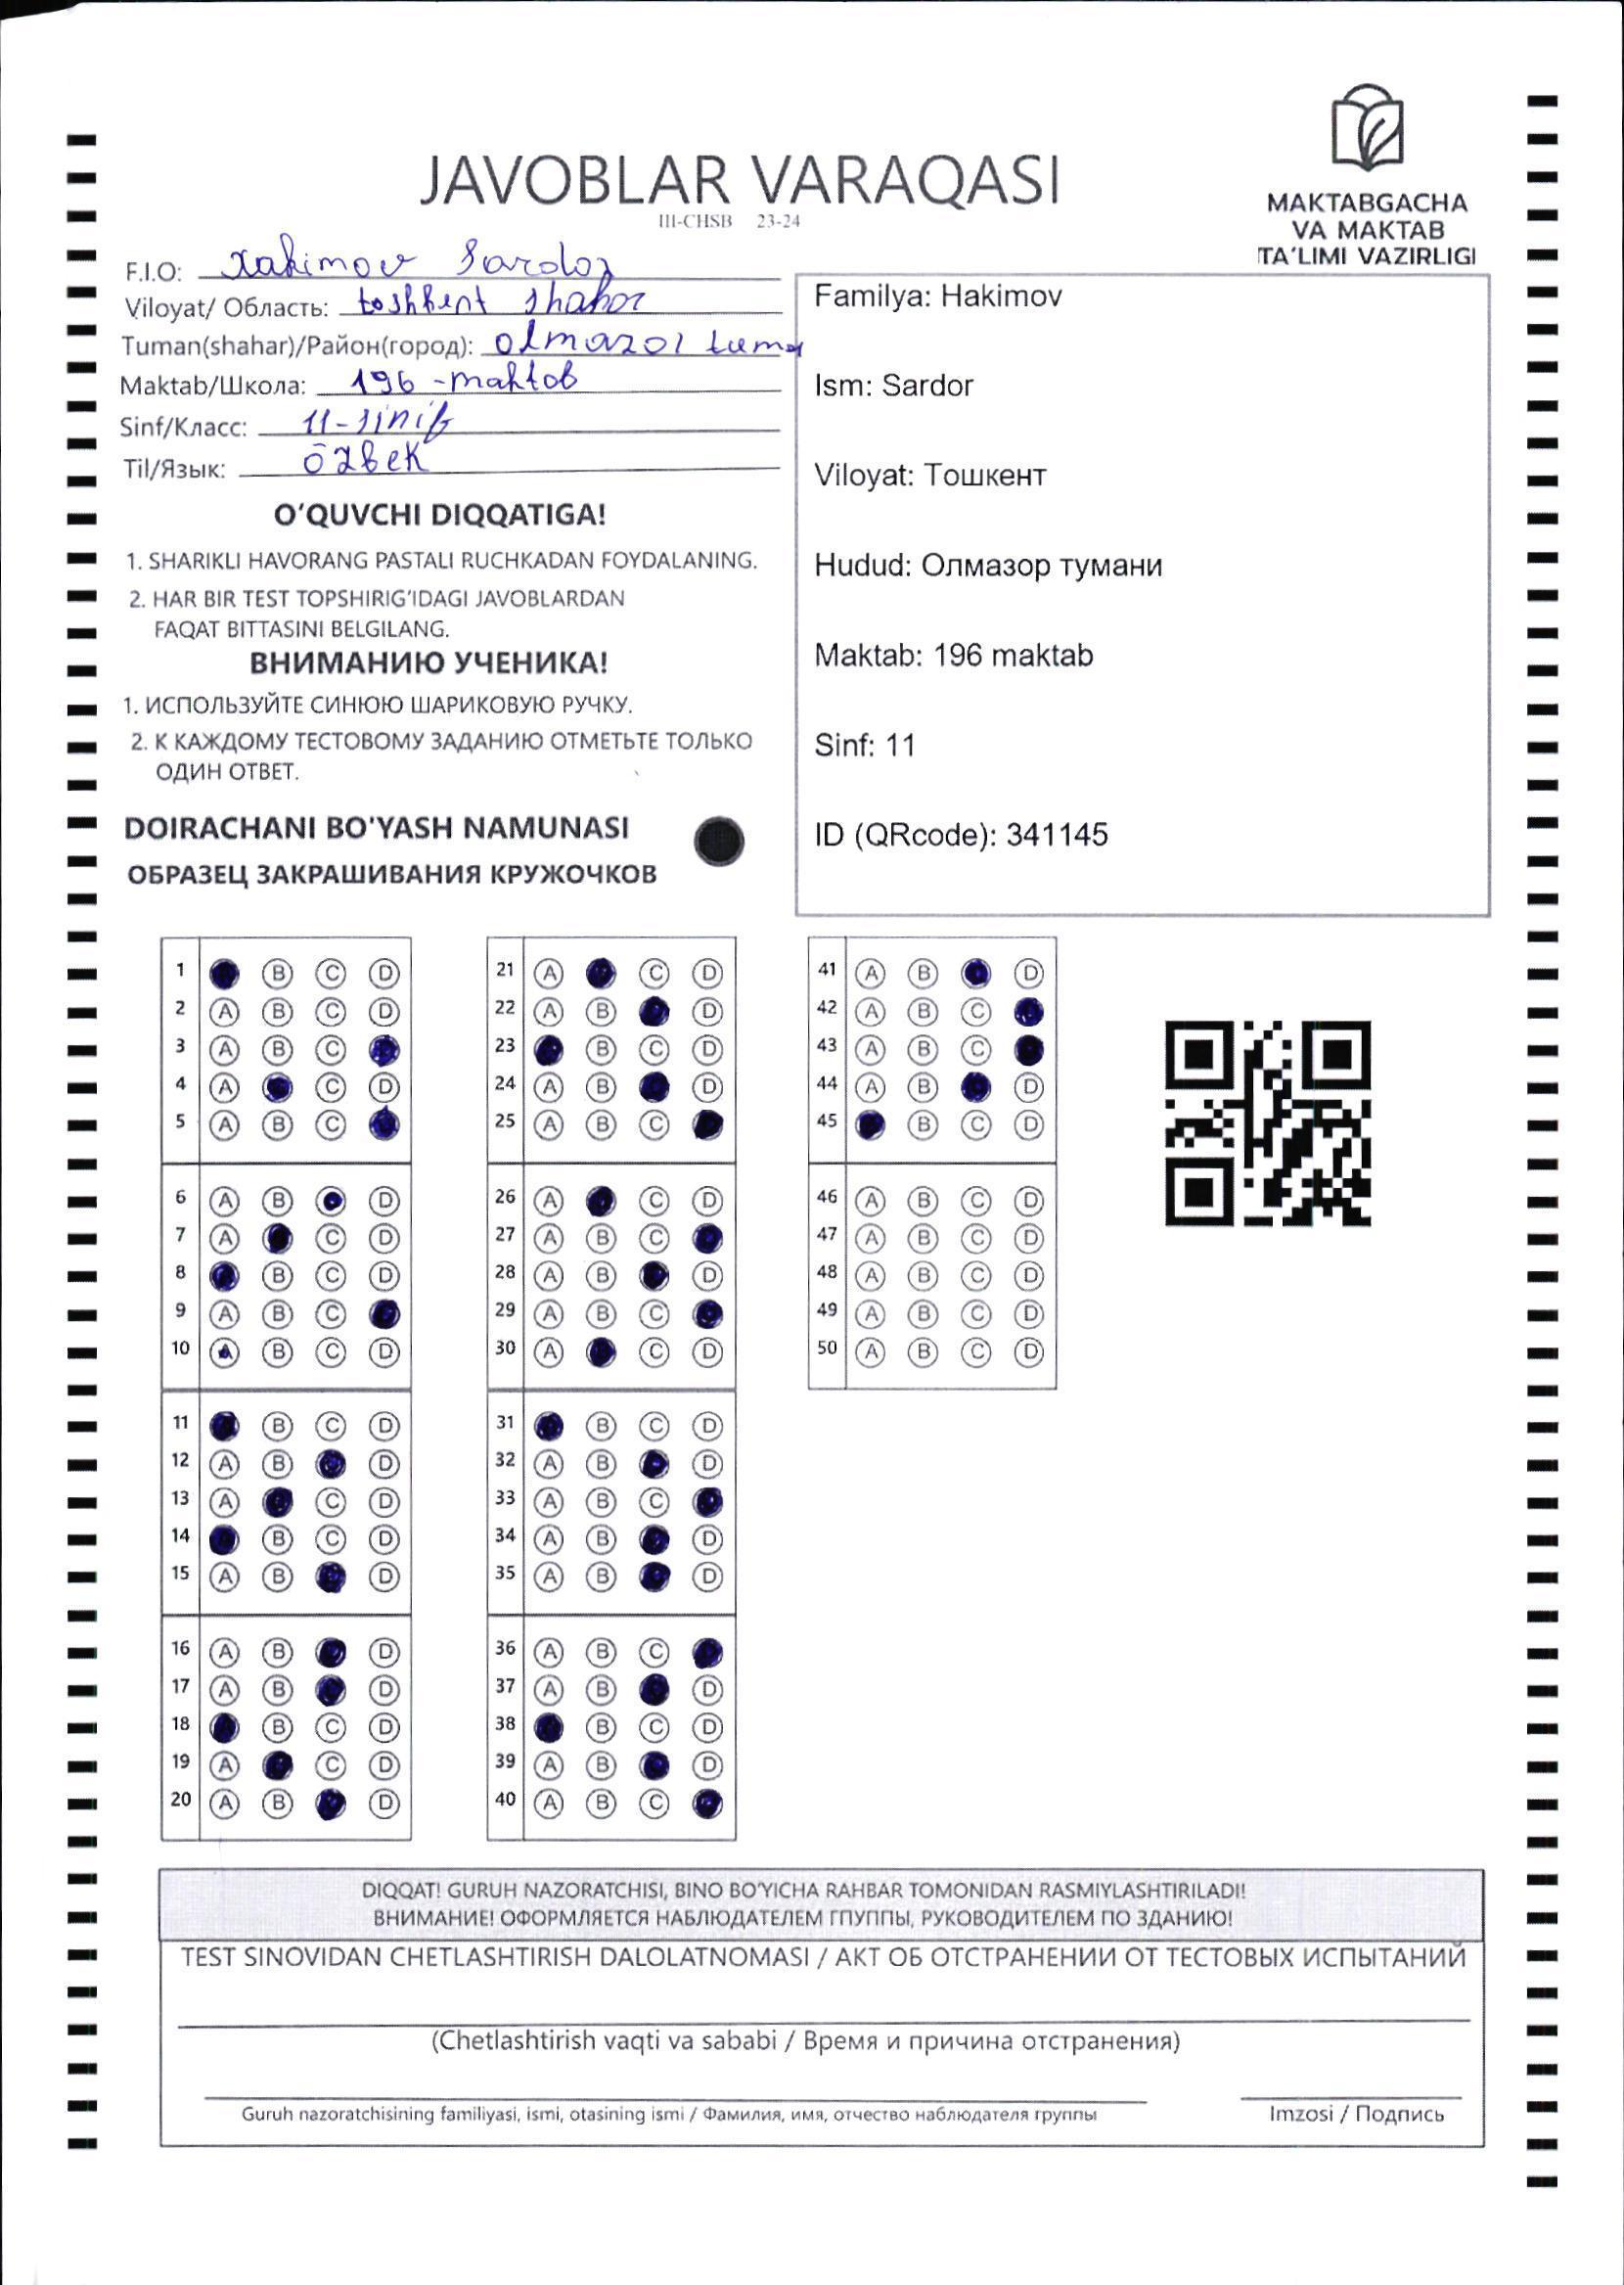 JAVOBLAR VARAQASI
III-CHSB 23-24
MAKTABGACHA
VA MAKTAB
TA'LIMI VAZIRLIGI
F.I.O: Xakimov Sardor
Viloyat/ Область: toshkent shahar
Tuman(shahar)/Район(город): olmazor tuman
Maktab/Школа: 196 -maktab
Sinf/Класс: 11-sinif
Til/Язык: ōzbek
O'QUVCHI DIQQATIGA!
1. SHARIKLI HAVORANG PASTALI RUCHKADAN FOYDALANING.
2. HAR BIR TEST TOPSHIRIG'IDAGI JAVOBLARDAN
FAQAT BITTASINI BELGILANG.
ВНИМАНИЮ УЧЕНИКА!
1. ИСПОЛЬЗУЙТЕ СИНЮЮ ШАРИКОВУЮ РУЧКУ.
2. К КАЖДОМУ ТЕСТОВОМУ ЗАДАНИЮ ОТМЕТЬТЕ ТОЛЬКО
ОДИН ОТВЕТ.
DOIRACHANI BO'YASH NAMUNASI
ОБРАЗЕЦ ЗАКРАШИВАНИЯ КРУЖОЧКОВ
Familya: Hakimov
Ism: Sardor
Viloyat: Тошкент
Hudud: Олмазор тумани
Maktab: 196 maktab
Sinf: 11
ID (QRcode): 341145
1 B C D
2 A B C D
3 A B C
4 A C D
5 A B C
6 A B D
7 A C D
8 B C D
9 A B C
10 A B C D
11 B C D
12 A B D
13 A C D
14 B C D
15 A B D
16 A B D
17 A B D
18 B C D
19 A C D
20 A B D
21 A C D
22 A B D
23 B C D
24 A B D
25 A B C
26 A C D
27 A B C
28 A B D
29 A B C
30 A C D
31 B C D
32 A B D
33 A B C
34 A B D
35 A B D
36 A B C
37 A B D
38 B C D
39 A B D
40 A B C
41 A B D
42 A B C
43 A B C
44 A B D
45 B C D
46 A B C D
47 A B C D
48 A B C D
49 A B C D
50 A B C D
DIQQAT! GURUH NAZORATCHISI, BINO BO'YICHA RAHBAR TOMONIDAN RASMIYLASHTIRILADI!
ВНИМАНИЕ! ОФОРМЛЯЕТСЯ НАБЛЮДАТЕЛЕМ ГПУППЫ, РУКОВОДИТЕЛЕМ ПО ЗДАНИЮ!
TEST SINOVIDAN CHETLASHTIRISH DALOLATNOMASI / АКТ ОБ ОТСТРАНЕНИИ ОТ ТЕСТОВЫХ ИСПЫТАНИЙ
(Chetlashtirish vaqti va sababi / Время и причина отстранения)
Guruh nazoratchisining familiyasi, ismi, otasining ismi / Фамилия, имя, отчество наблюдателя группы
Imzosi / Подпись